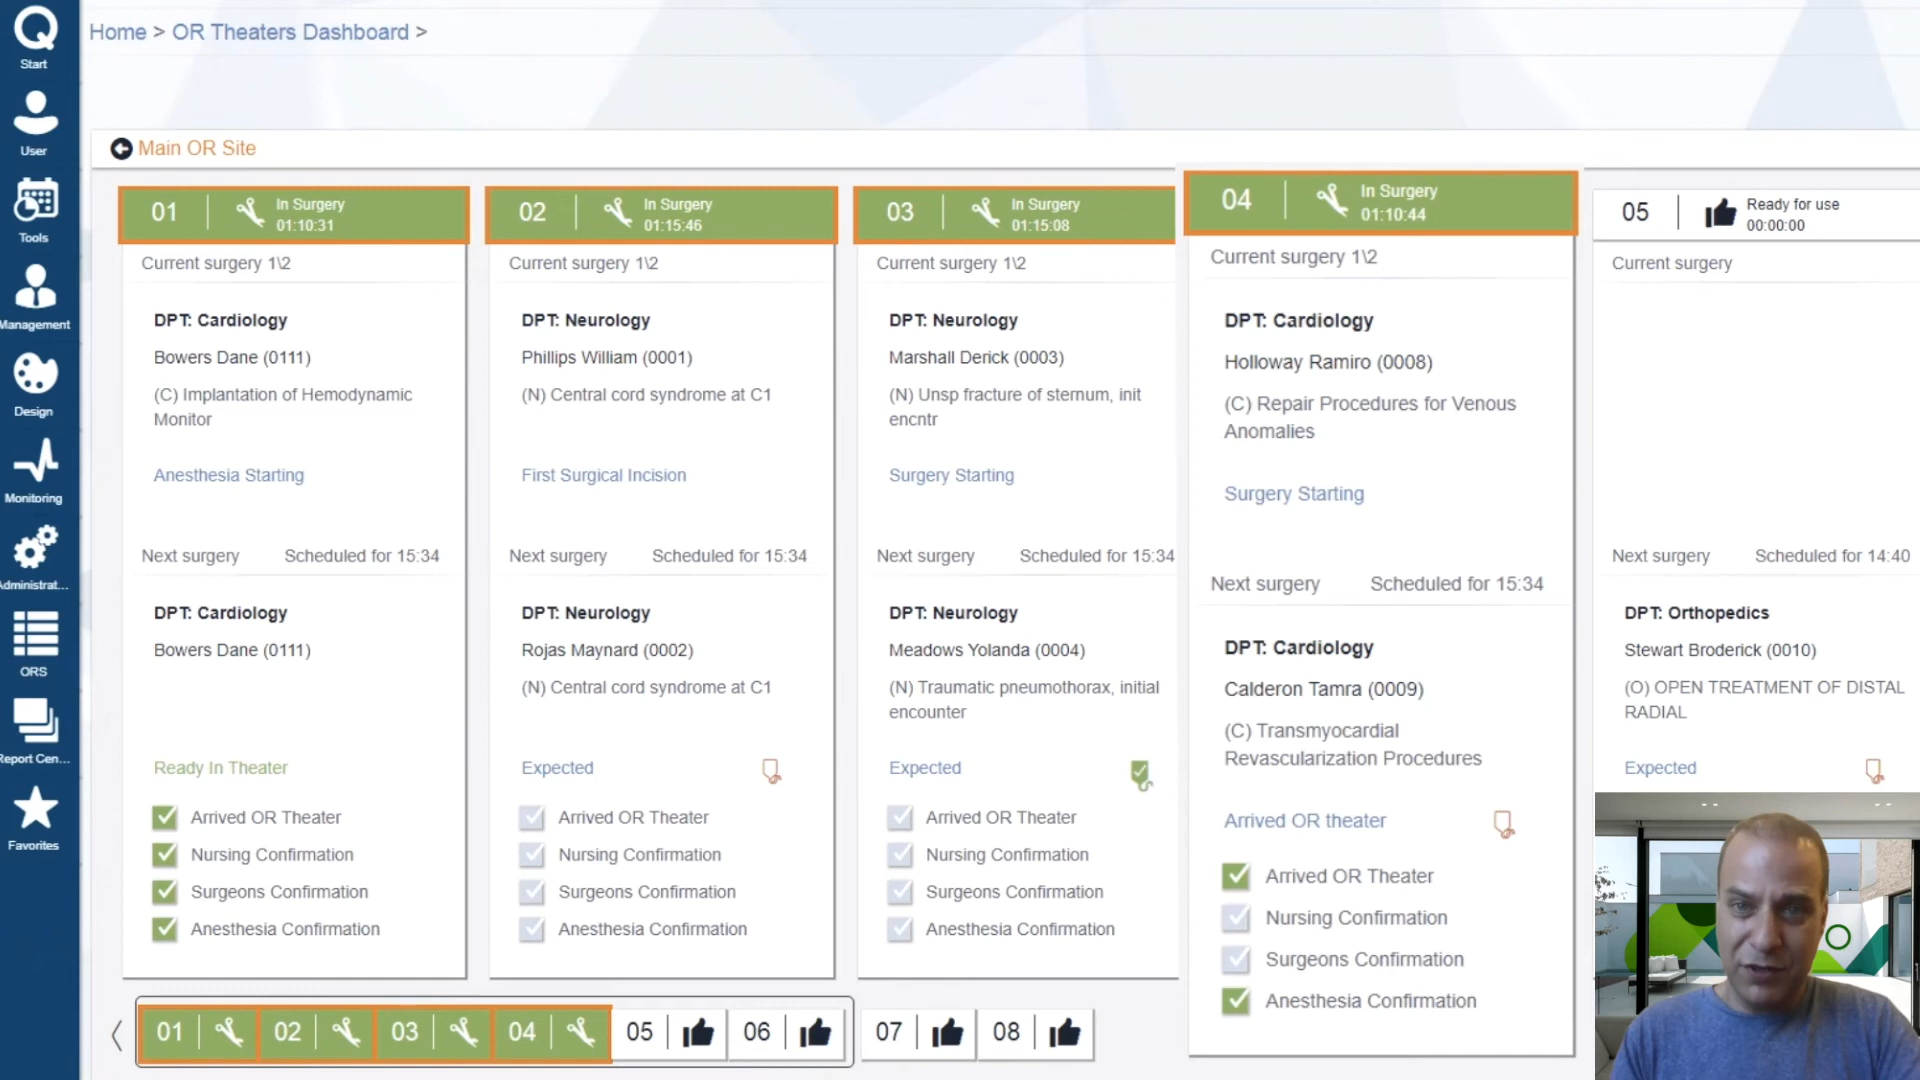 Start
User
Tools
Management
Design
Monitoring
Administrat...
ORS
Report Cen...
Favorites
Home > OR Theaters Dashboard >
Main OR Site
01
In Surgery
01:10:31
Current surgery 1\2
DPT: Cardiology
Bowers Dane (0111)
(C) Implantation of Hemodynamic
Monitor
Anesthesia Starting
Next surgery Scheduled for 15:34
DPT: Cardiology
Bowers Dane (0111)
Ready In Theater
Arrived OR Theater
Nursing Confirmation
Surgeons Confirmation
Anesthesia Confirmation
02
In Surgery
01:15:46
Current surgery 1\2
DPT: Neurology
Phillips William (0001)
(N) Central cord syndrome at C1
First Surgical Incision
Next surgery Scheduled for 15:34
DPT: Neurology
Rojas Maynard (0002)
(N) Central cord syndrome at C1
Expected
Arrived OR Theater
Nursing Confirmation
Surgeons Confirmation
Anesthesia Confirmation
03
In Surgery
01:15:08
Current surgery 1\2
DPT: Neurology
Marshall Derick (0003)
(N) Unsp fracture of sternum, init
encntr
Surgery Starting
Next surgery Scheduled for 15:34
DPT: Neurology
Meadows Yolanda (0004)
(N) Traumatic pneumothorax, initial
encounter
Expected
Arrived OR Theater
Nursing Confirmation
Surgeons Confirmation
Anesthesia Confirmation
04
In Surgery
01:10:44
Current surgery 1\2
DPT: Cardiology
Holloway Ramiro (0008)
(C) Repair Procedures for Venous
Anomalies
Surgery Starting
Next surgery Scheduled for 15:34
DPT: Cardiology
Calderon Tamra (0009)
(C) Transmyocardial
Revascularization Procedures
Arrived OR theater
Arrived OR Theater
Nursing Confirmation
Surgeons Confirmation
Anesthesia Confirmation
05
Ready for use
00:00:00
Current surgery
Next surgery Scheduled for 14:40
DPT: Orthopedics
Stewart Broderick (0010)
(O) OPEN TREATMENT OF DISTAL
RADIAL
Expected
01 02 03 04 05 06 07 08